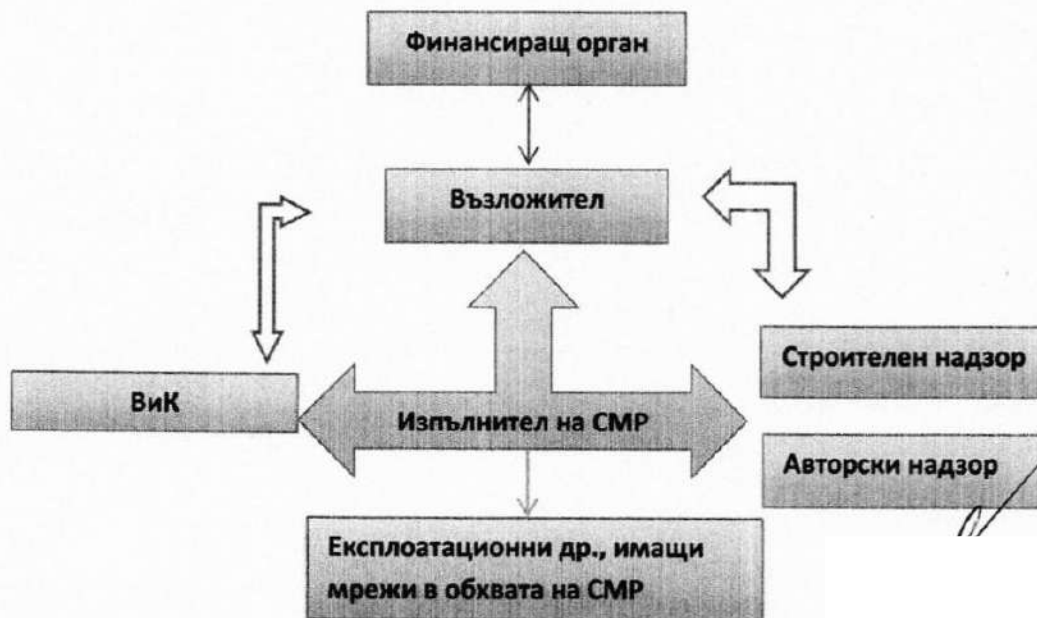 Финансиращ орган
Възложител
Строителен надзор
ВиК
Изпълнител на СМР
Авторски надзор
Експлоатационни др., имащи
мрежи в обхвата на СМР